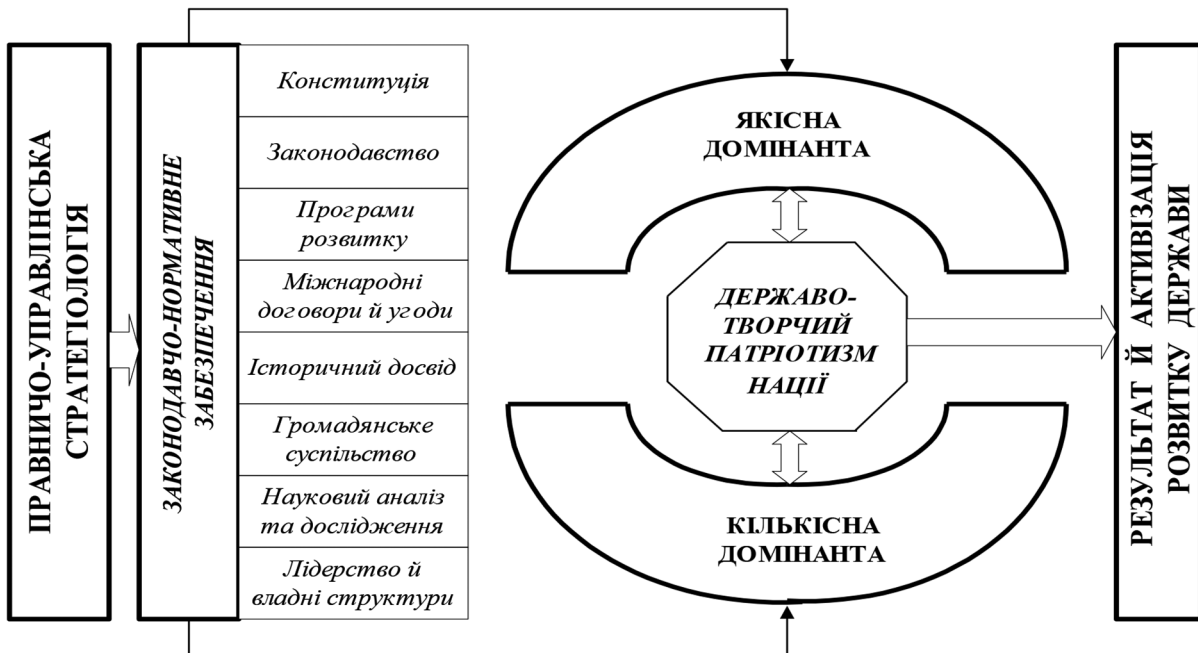 ПРАВНИЧО-УПРАВЛІНСЬКА
СТРАТЕГІОЛОГІЯ
ЗАКОНОДАВЧО-НОРМАТИВНЕ
ЗАБЕЗПЕЧЕННЯ
Конституція
Законодавство
Програми
розвитку
Міжнародні
договори й угоди
Історичний досвід
Громадянське
суспільство
Науковий аналіз
та дослідження
Лідерство й
владні структури
ЯКІСНА
ДОМІНАНТА
ДЕРЖАВО-
ТВОРЧИЙ
ПАТРІОТИЗМ
НАЦІЇ
КІЛЬКІСНА
ДОМІНАНТА
РЕЗУЛЬТАТ Й АКТИВІЗАЦІЯ
РОЗВИТКУ ДЕРЖАВИ